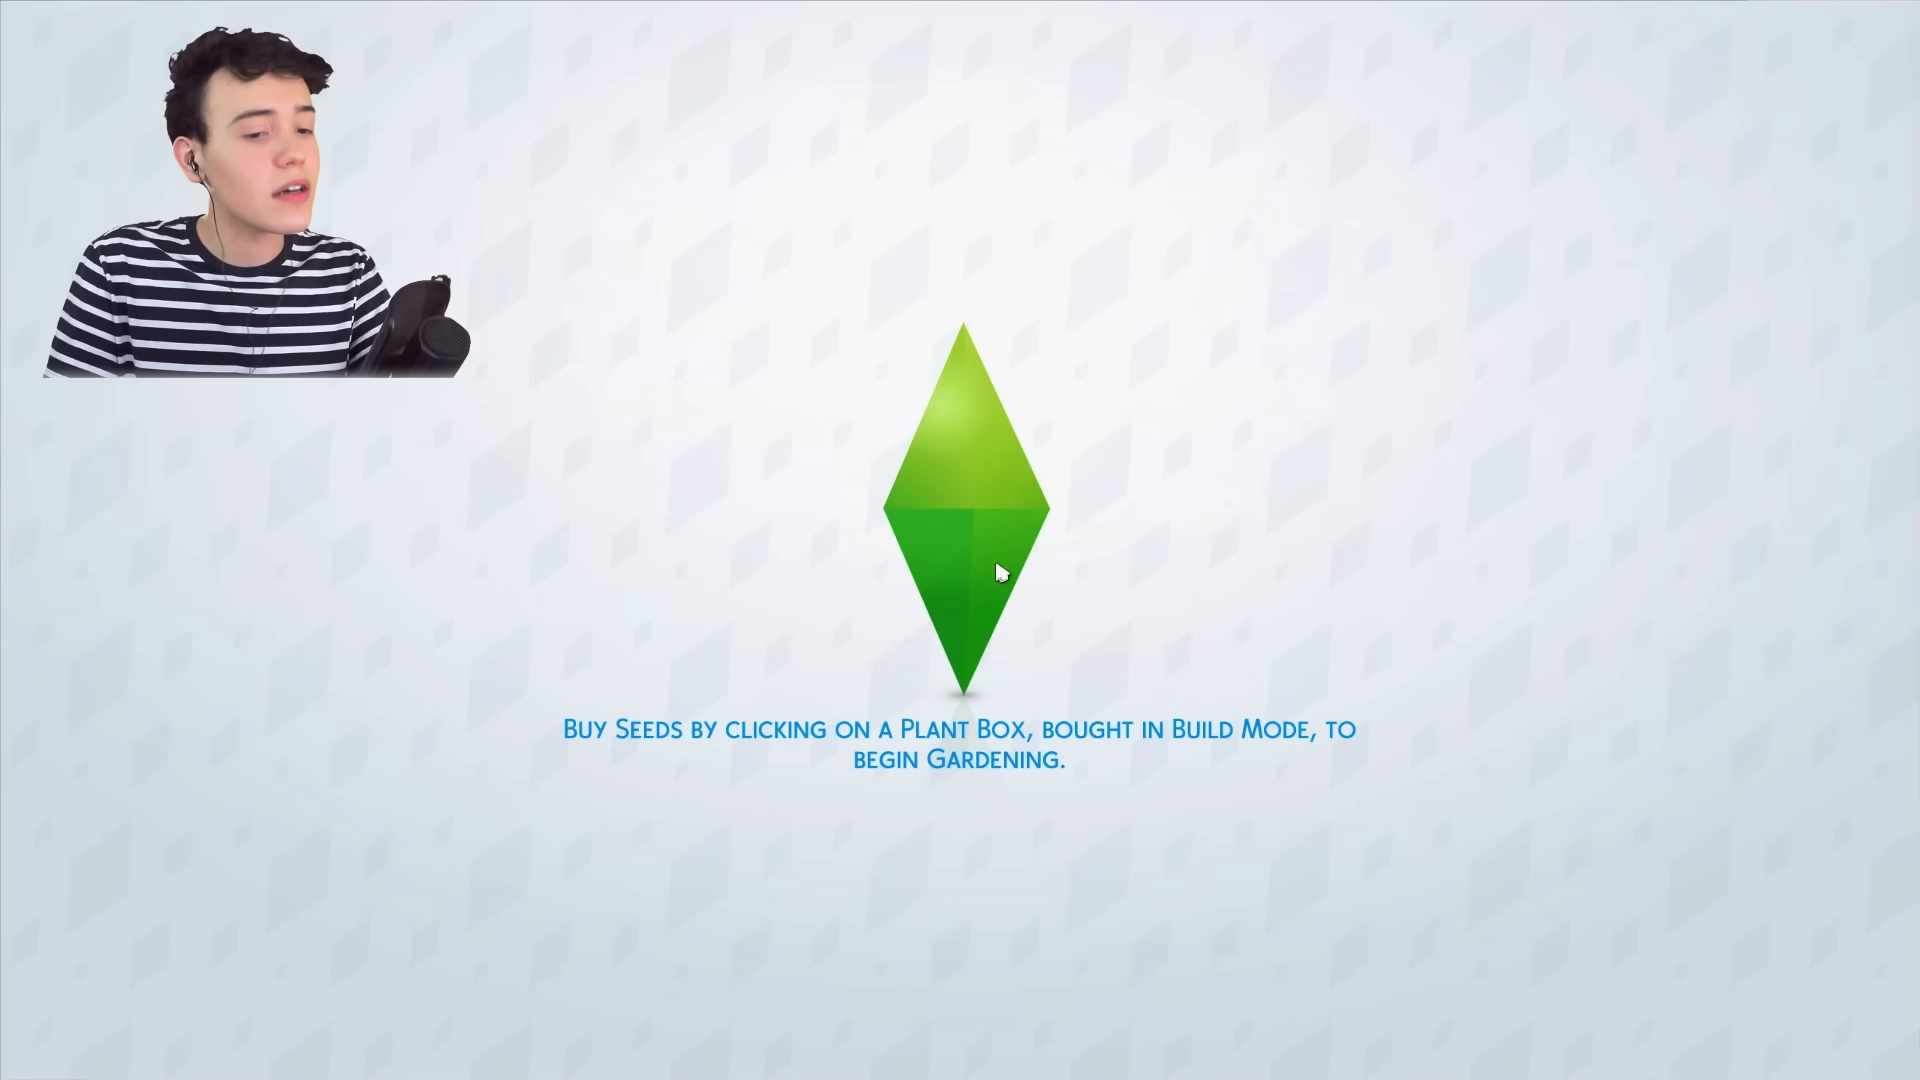 Buy Seeds by clicking on a Plant Box, bought in Build Mode, to
begin Gardening.